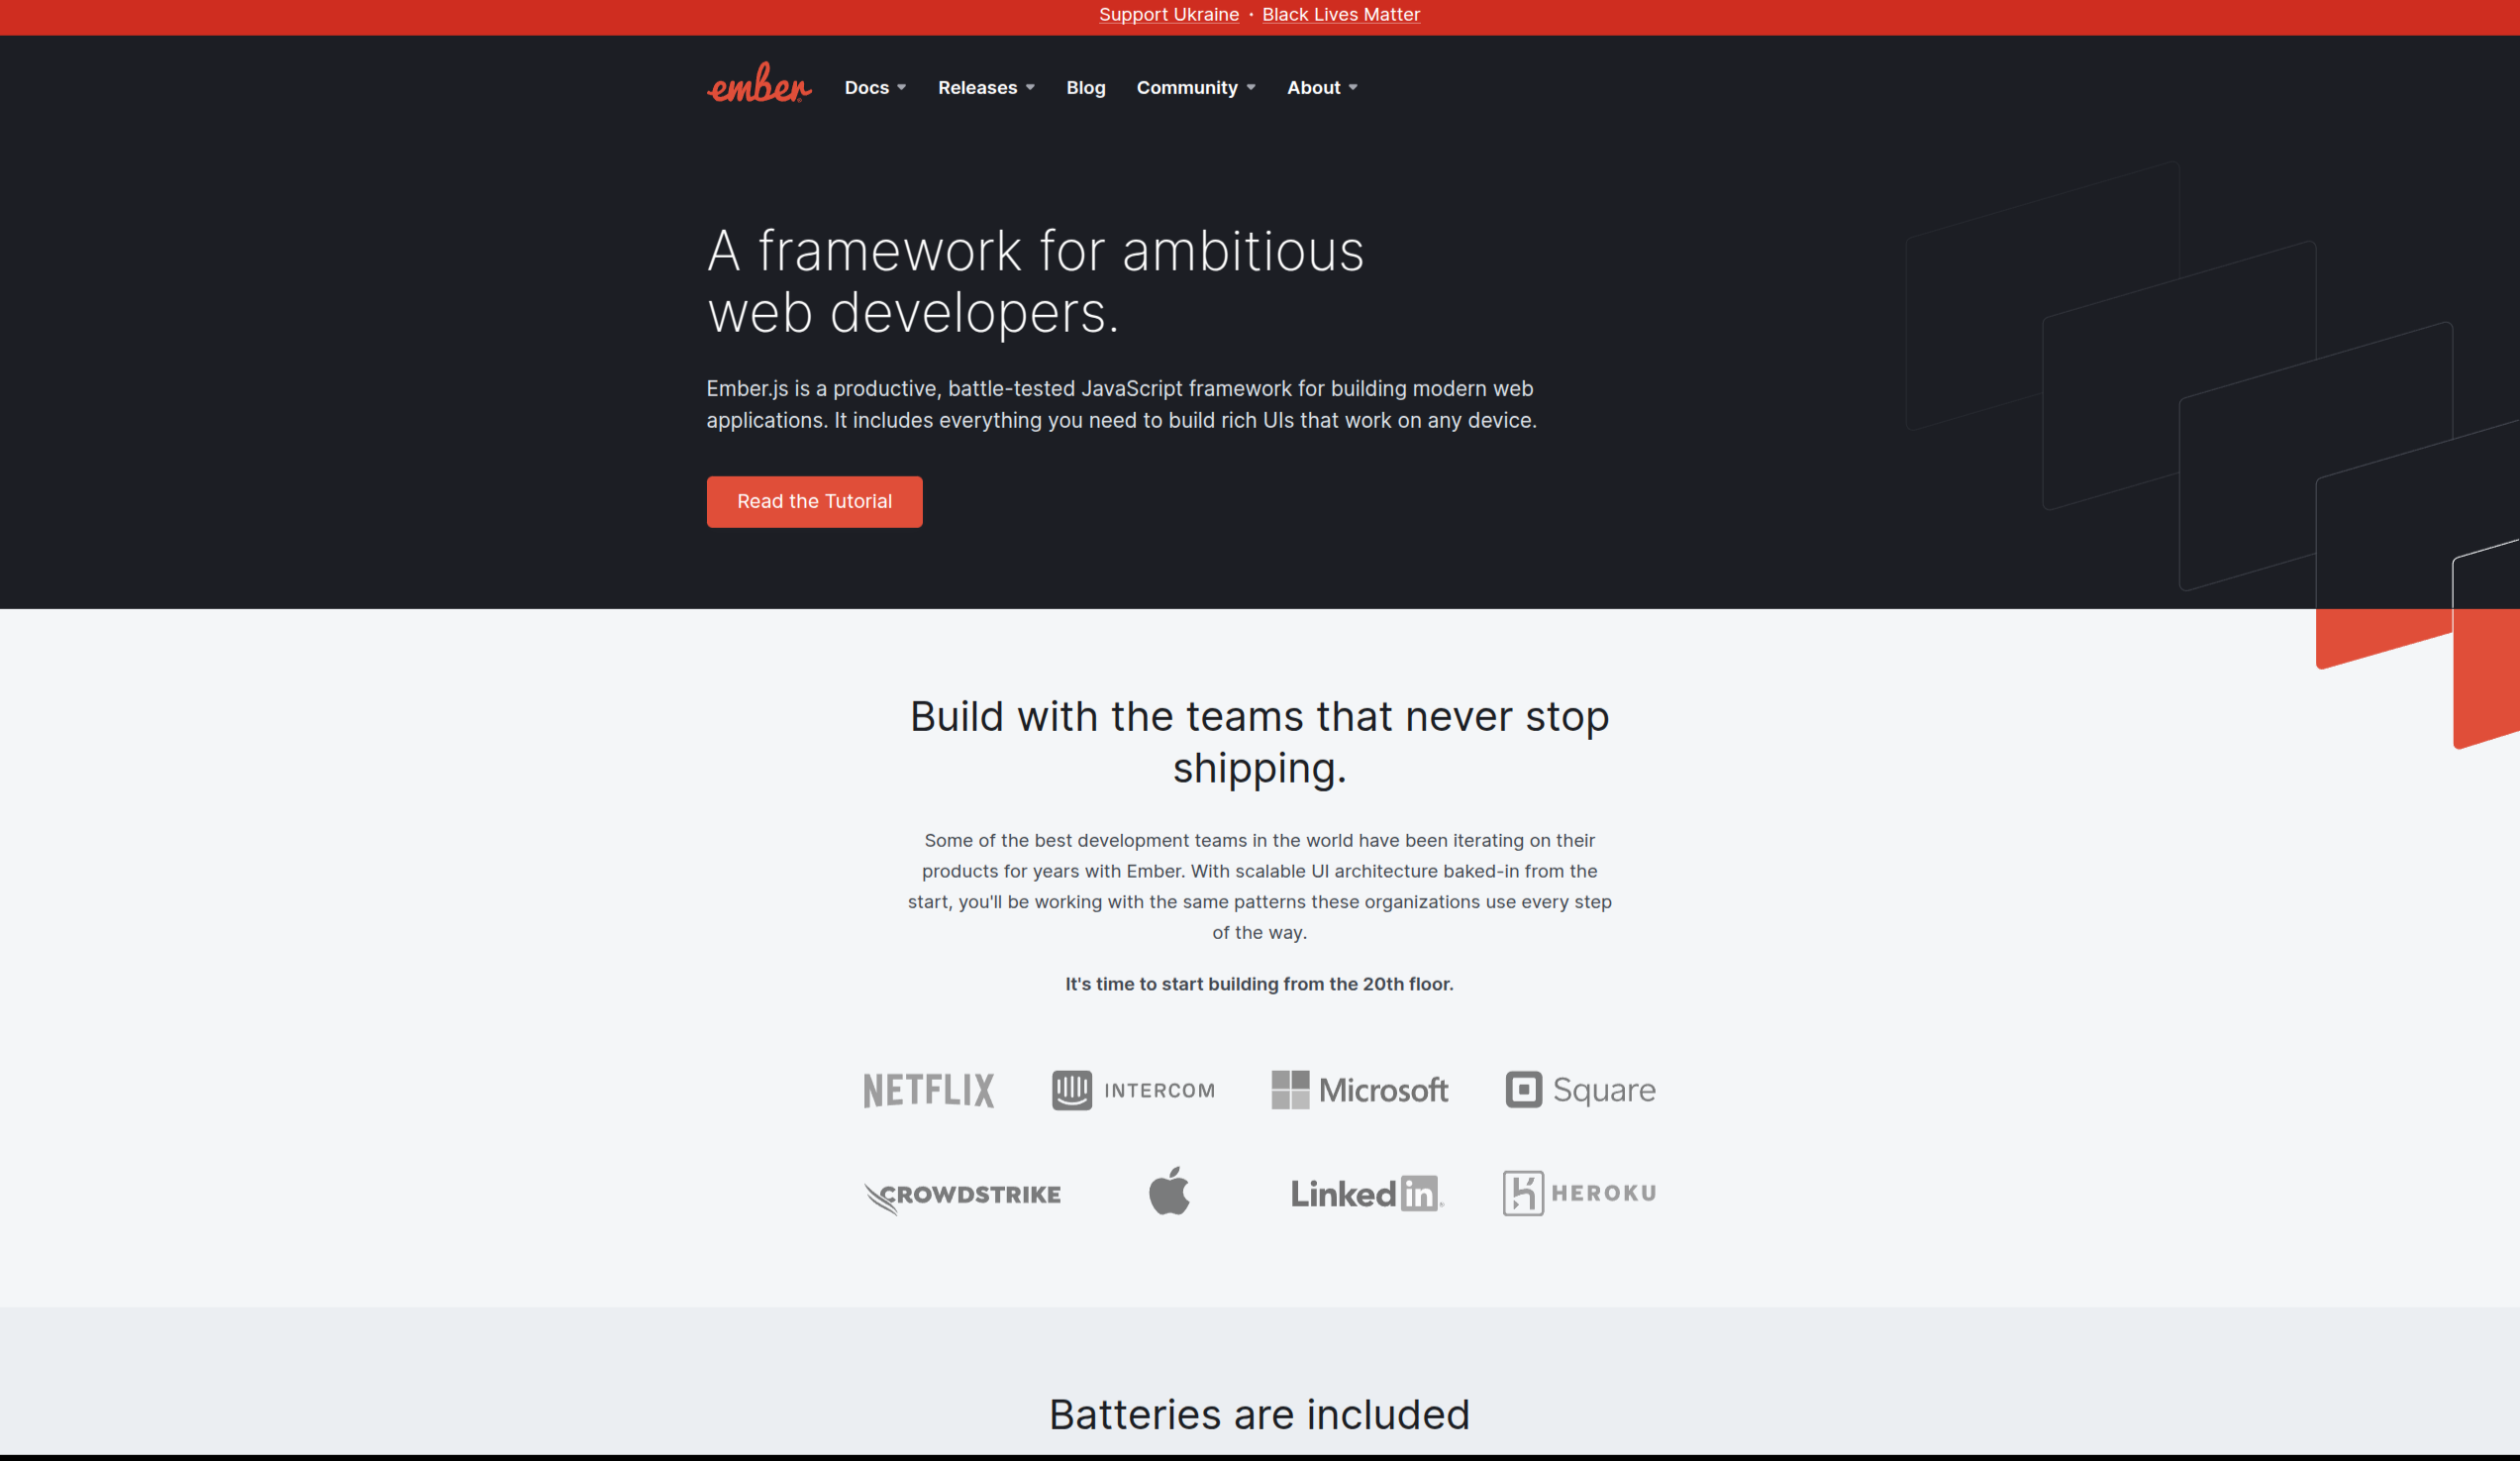 Support Ukraine • Black Lives Matter
ember Docs Releases Blog Community About
A framework for ambitious
web developers.
Ember.js is a productive, battle-tested JavaScript framework for building modern web
applications. It includes everything you need to build rich UIs that work on any device.
Read the Tutorial
Build with the teams that never stop
shipping.
Some of the best development teams in the world have been iterating on their
products for years with Ember. With scalable UI architecture baked-in from the
start, you'll be working with the same patterns these organizations use every step
of the way.
It's time to start building from the 20th floor.
NETFLIX INTERCOM Microsoft Square
CROWDSTRIKE Linked in HEROKU
Batteries are included